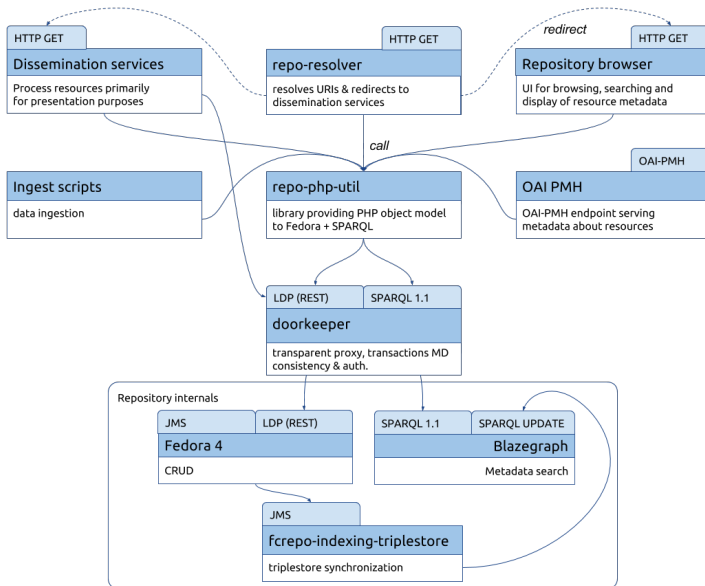 HTTP GET
Dissemination services
Process resources primarily
for presentation purposes
HTTP GET
repo-resolver
resolves URIs & redirects to
dissemination services
redirect
HTTP GET
Repository browser
UI for browsing, searching and
display of resource metadata
call
Ingest scripts
data ingestion
repo-php-util
library providing PHP object model
to Fedora + SPARQL
OAI-PMH
OAI PMH
OAI-PMH endpoint serving
metadata about resources
LDP (REST)
SPARQL 1.1
doorkeeper
transparent proxy, transactions MD
consistency & auth.
Repository internals
JMS
LDP (REST)
Fedora 4
CRUD
SPARQL 1.1
SPARQL UPDATE
Blazegraph
Metadata search
JMS
fcrepo-indexing-triplestore
triplestore synchronization